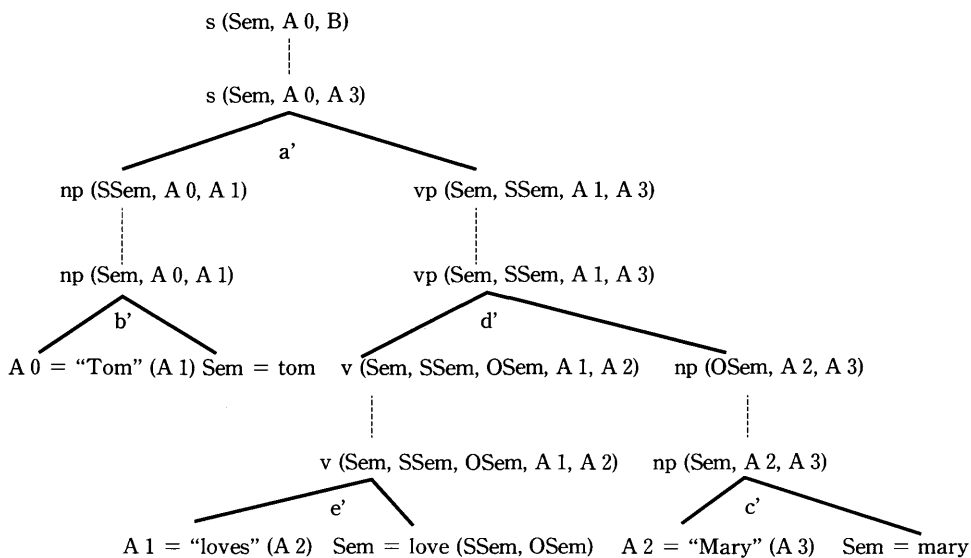 s (Sem, A 0, B)
s (Sem, A 0, A 3)
a'
np (SSem, A 0, A 1) vp (Sem, SSem, A 1, A 3)
np (Sem, A 0, A 1) vp (Sem, SSem, A 1, A 3)
b' d'
A 0 = “Tom” (A 1) Sem = tom v (Sem, SSem, OSem, A 1, A 2) np (OSem, A 2, A 3)
v (Sem, SSem, OSem, A 1, A 2) np (Sem, A 2, A 3)
e' c'
A 1 = “loves” (A 2) Sem = love (SSem, OSem) A 2 = “Mary” (A 3) Sem = mary